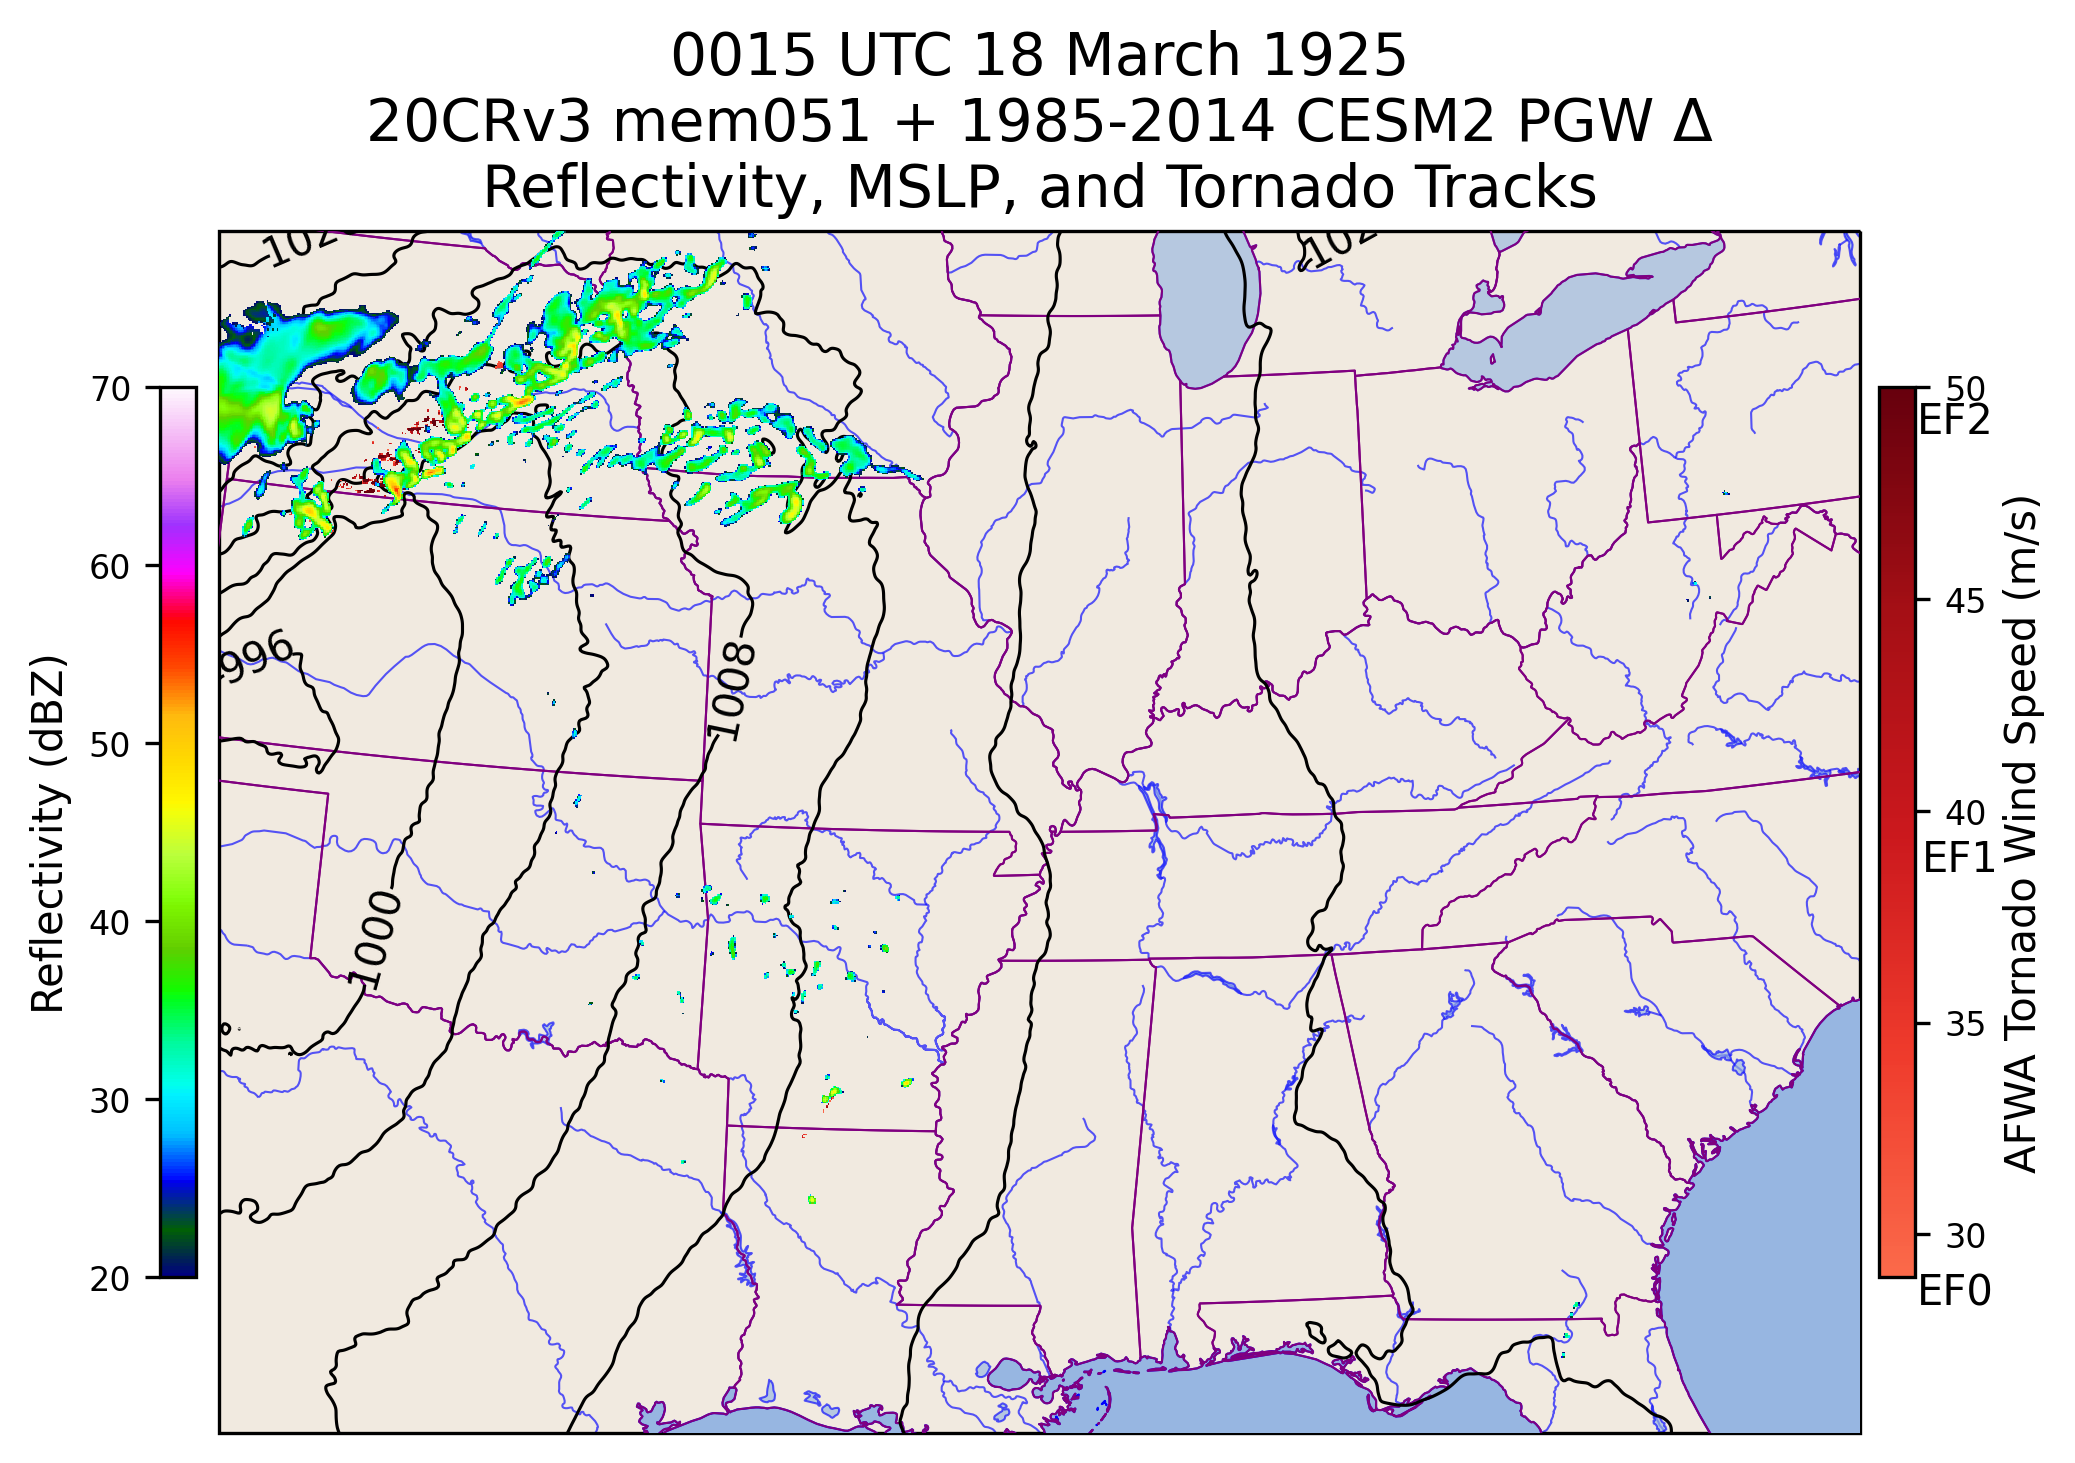 0015 UTC 18 March 1925
20CRv3 mem051 + 1985-2014 CESM2 PGW Δ
Reflectivity, MSLP, and Tornado Tracks
102
102
996
1008
1000
70
60
50
40
30
20
Reflectivity (dBZ)
50
EF2
45
40
EF1
35
30
EF0
AFWA Tornado Wind Speed (m/s)